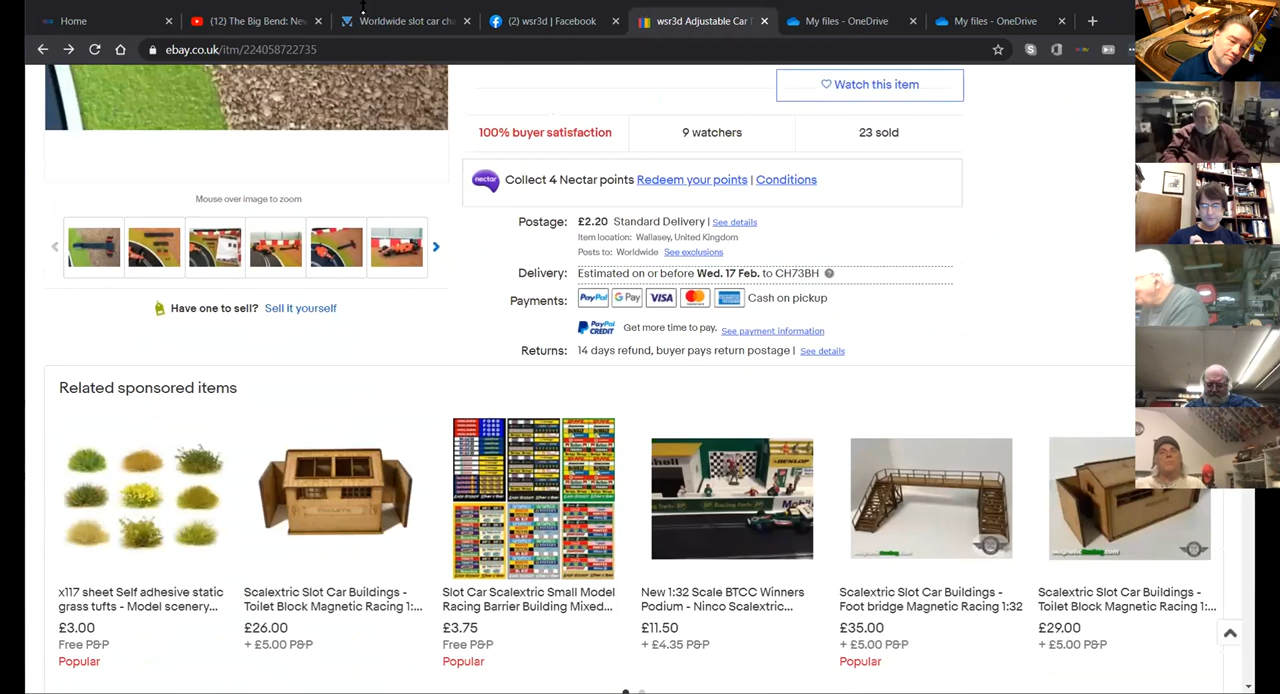 Home
(12) The Big Bend: Nev
Worldwide slot car cha
(2) wsr3d | Facebook
wsr3d Adjustable Car D
My files - OneDrive
My files - OneDrive
ebay.co.uk/itm/224058722735
Watch this item
100% buyer satisfaction
9 watchers
23 sold
nectar
Collect 4 Nectar points Redeem your points | Conditions
Mouse over image to zoom
Postage: £2.20 Standard Delivery | See details
Item location: Wallasey, United Kingdom
Posts to: Worldwide See exclusions
Delivery: Estimated on or before Wed. 17 Feb. to CH73BH
Payments: PayPal G Pay VISA Cash on pickup
PayPal CREDIT Get more time to pay. See payment information
Returns: 14 days refund, buyer pays return postage | See details
Have one to sell? Sell it yourself
Related sponsored items
DUNLOP
x117 sheet Self adhesive static
grass tufts - Model scenery...
£3.00
Free P&P
Popular
Scalextric Slot Car Buildings -
Toilet Block Magnetic Racing 1:...
£26.00
+ £5.00 P&P
Slot Car Scalextric Small Model
Racing Barrier Building Mixed...
£3.75
Free P&P
Popular
New 1:32 Scale BTCC Winners
Podium - Ninco Scalextric...
£11.50
+ £4.35 P&P
Scalextric Slot Car Buildings -
Foot bridge Magnetic Racing 1:32
£35.00
+ £5.00 P&P
Popular
Scalextric Slot Car Buildings -
Toilet Block Magnetic Racing 1:...
£29.00
+ £5.00 P&P